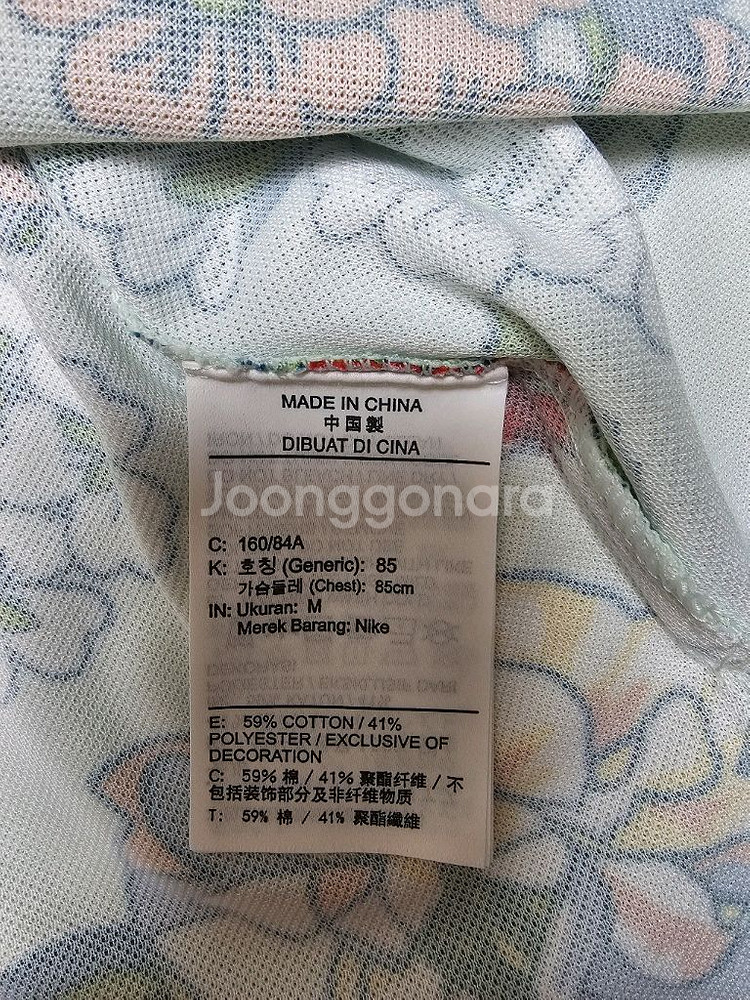 MADE IN CHINA
中国製
DIBUAT DI CINA
Joonggonara
C: 160/84A
K: 호칭 (Generic): 85
가슴둘레 (Chest): 85cm
IN: Ukuran: M
Merek Barang: Nike
E: 59% COTTON / 41%
POLYESTER / EXCLUSIVE OF
DECORATION
C: 59% 棉 / 41% 聚酯纤维 / 不
包括装饰部分及非纤维物质
T: 59% 棉 / 41% 聚酯纖維